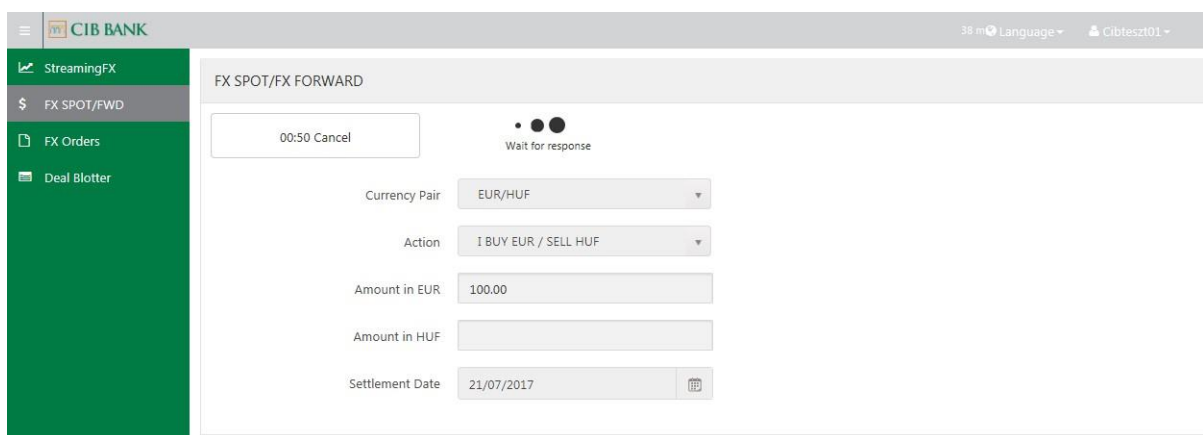 CIB BANK
38 m Language
Cibteszt01
StreamingFX
FX SPOT/FWD
FX Orders
Deal Blotter
FX SPOT/FX FORWARD
00:50 Cancel
Wait for response
Currency Pair EUR/HUF
Action I BUY EUR / SELL HUF
Amount in EUR 100.00
Amount in HUF
Settlement Date 21/07/2017